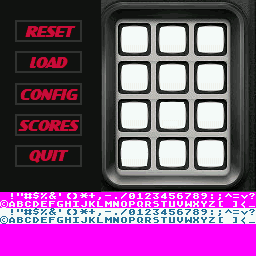 RESET
LOAD
CONFIG
SCORES
QUIT
!"#$%&'()*+,-./0123456789:;^=v?
©ABCDEFGHIJKLMNOPQRSTUVWXYZ[ ](_
!"#$%&'()*+,-./0123456789:;^=v?
©ABCDEFGHIJKLMNOPQRSTUVWXYZ[ ](_